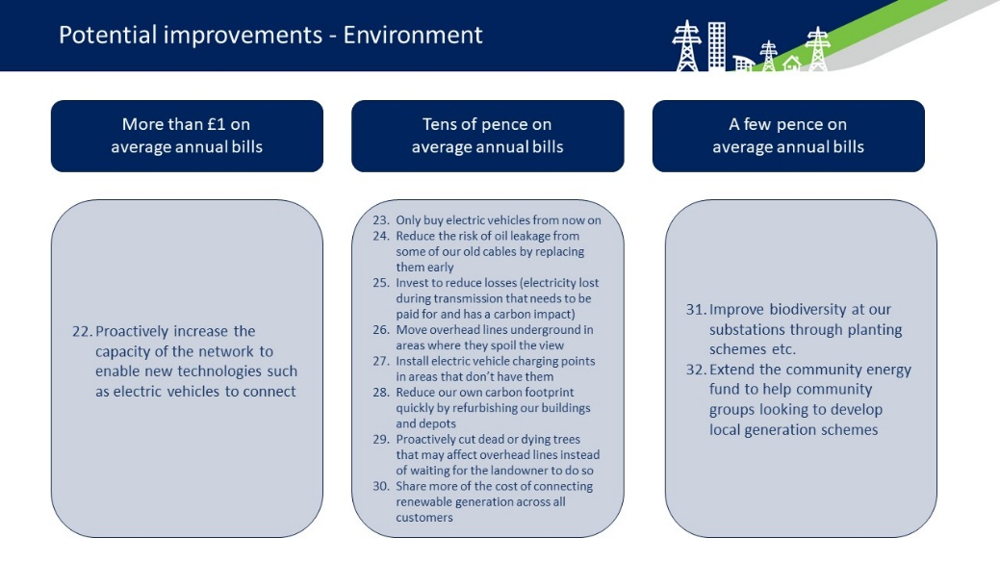 Potential improvements - Environment
More than £1 on
average annual bills
22. Proactively increase the
capacity of the network to
enable new technologies such
as electric vehicles to connect
Tens of pence on
average annual bills
23. Only buy electric vehicles from now on
24. Reduce the risk of oil leakage from
some of our old cables by replacing
them early
25. Invest to reduce losses (electricity lost
during transmission that needs to be
paid for and has a carbon impact)
26. Move overhead lines underground in
areas where they spoil the view
27. Install electric vehicle charging points
in areas that don't have them
28. Reduce our own carbon footprint
quickly by refurbishing our buildings
and depots
29. Proactively cut dead or dying trees
that may affect overhead lines instead
of waiting for the landowner to do so
30. Share more of the cost of connecting
renewable generation across all
customers
A few pence on
average annual bills
31. Improve biodiversity at our
substations through planting
schemes etc.
32. Extend the community energy
fund to help community
groups looking to develop
local generation schemes